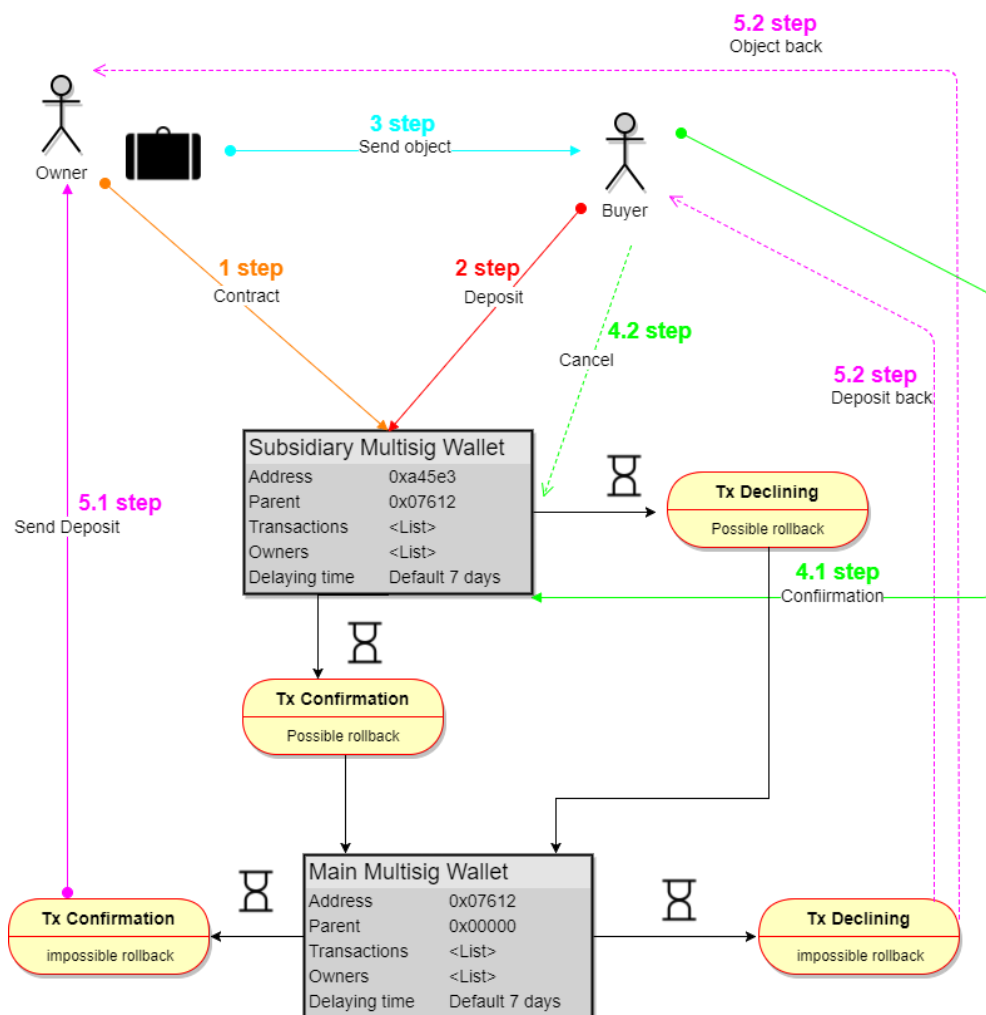 5.2 step
Object back
Owner
3 step
Send object
Buyer
1 step
Contract
2 step
Deposit
4.2 step
Cancel
5.2 step
Deposit back
Subsidiary Multisig Wallet
Address 0xa45e3
Parent 0x07612
Transactions <List>
Owners <List>
Delaying time Default 7 days
Tx Declining
Possible rollback
5.1 step
Send Deposit
4.1 step
Confiirmation
Tx Confirmation
Possible rollback
Main Multisig Wallet
Address 0x07612
Parent 0x00000
Transactions <List>
Owners <List>
Delaying time Default 7 days
Tx Confirmation
impossible rollback
Tx Declining
impossible rollback